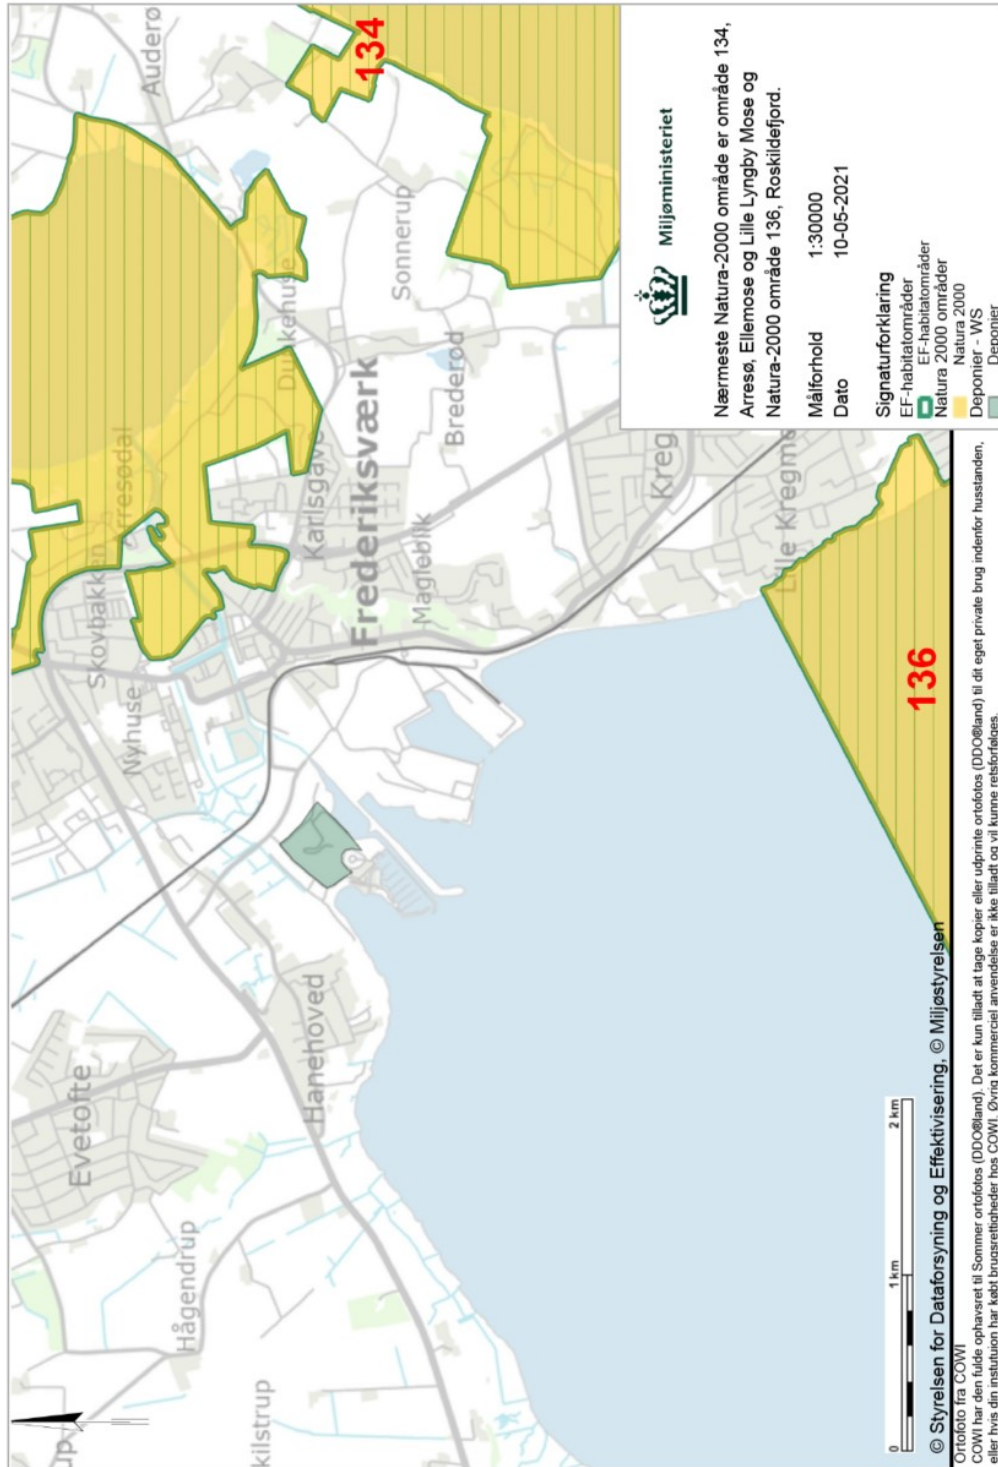 Auderø
134
Arresødal
Skovbakken
Nyhuse
Sonnerup
Karlsgave
Frederiksværk
Brederød
Magleblik
Evetofte
Hanehoved
Hågendrup
kilstrup
Lille Kregme
136
Miljøministeriet
Nærmeste Natura-2000 område er område 134,
Arresø, Ellemose og Lille Lyngby Mose og
Natura-2000 område 136, Roskildefjord.
Målforhold 1:30000
Dato 10-05-2021
Signaturforklaring
EF-habitatområder
EF-habitatområder
Natura 2000 områder
Natura 2000
Deponier - WS
Deponier
0 1 km 2 km
© Styrelsen for Dataforsyning og Effektivisering, © Miljøstyrelsen
Ortofoto fra COWI
COWI har den fulde ophavsret til Sommer ortofotos (DDO®land). Det er kun tilladt at tage kopier eller udprinte ortofotos (DDO®land) til dit eget private brug indenfor husstanden,
eller hvis din instutuion har købt brugsrettigheder hos COWI. Øvrig kommerciel anvendelse er ikke tilladt og vil kunne retsforfølges.